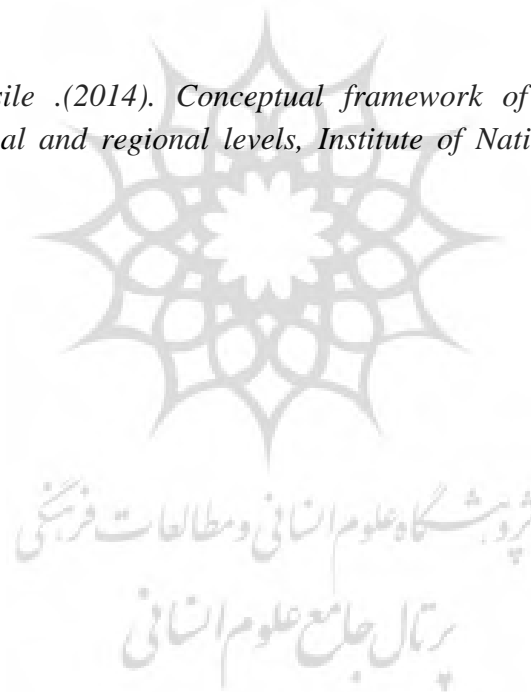 sile .(2014). Conceptual framework of
al and regional levels, Institute of Nati
پژوهشگاه علوم انسانی و مطالعات فرهنگی
پرتال جامع علوم انسانی